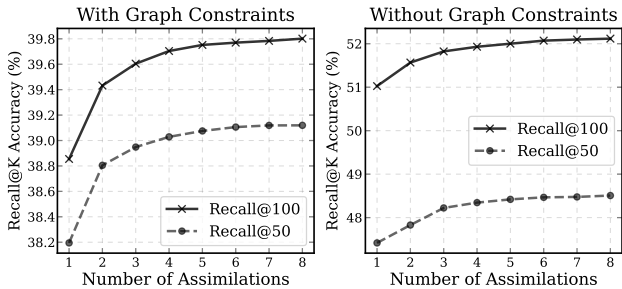 With Graph Constraints
Recall@K Accuracy (%)
39.8
39.6
39.4
39.2
39.0
38.8
38.6
38.4
38.2
Recall@100
Recall@50
1 2 3 4 5 6 7 8
Number of Assimilations
Without Graph Constraints
Recall@K Accuracy (%)
52
51
50
49
48
Recall@100
Recall@50
1 2 3 4 5 6 7 8
Number of Assimilations